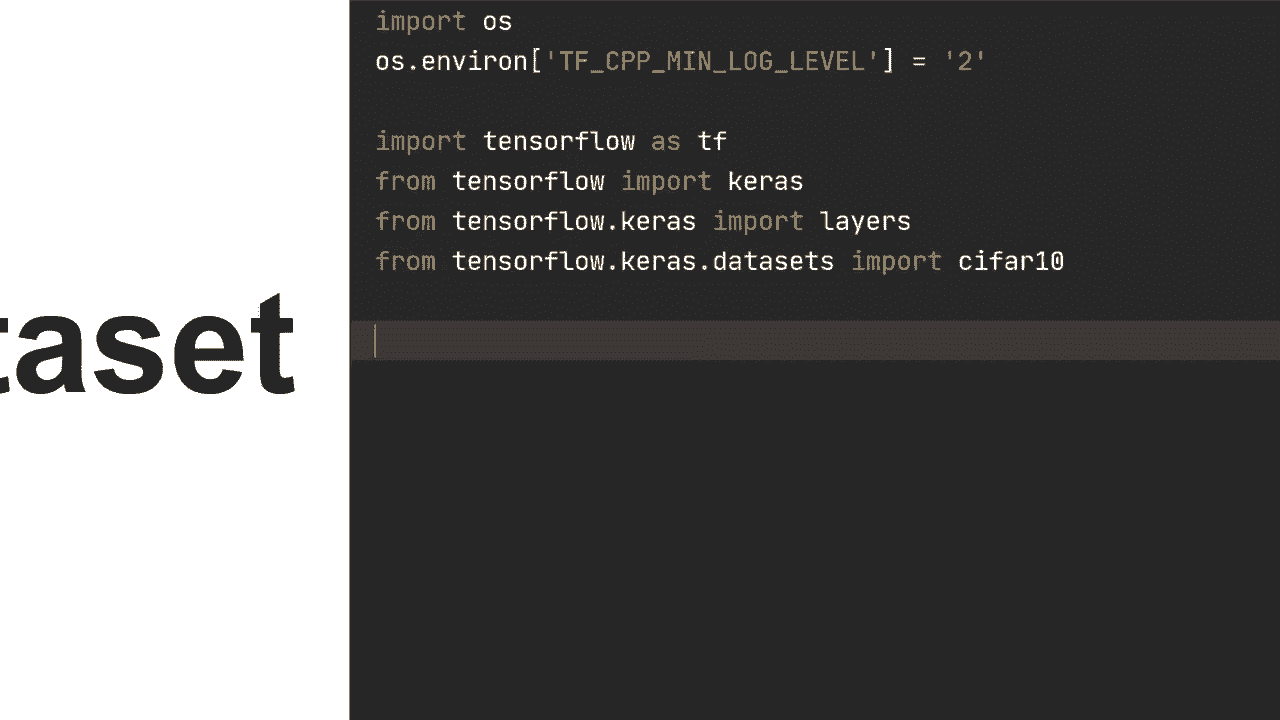 import os
os.environ['TF_CPP_MIN_LOG_LEVEL'] = '2'
import tensorflow as tf
from tensorflow import keras
from tensorflow.keras import layers
from tensorflow.keras.datasets import cifar10
taset